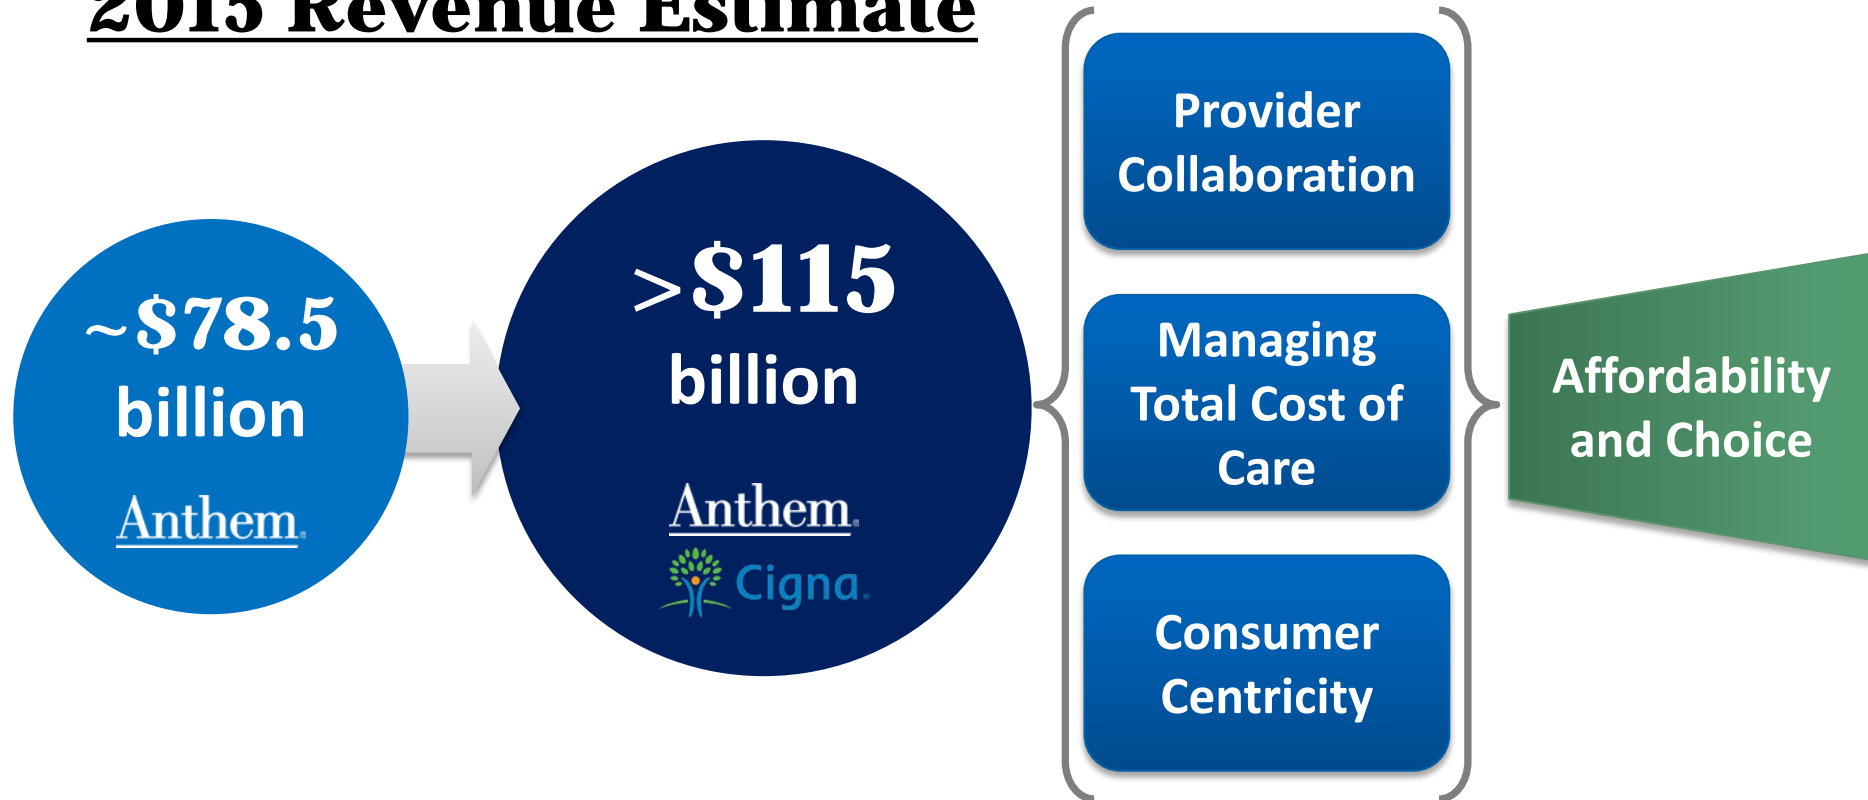 2015 Revenue Estimate
~$78.5
billion
Anthem®
>$115
billion
Anthem®
Cigna®
Provider
Collaboration
Managing
Total Cost of
Care
Consumer
Centricity
Affordability
and Choice